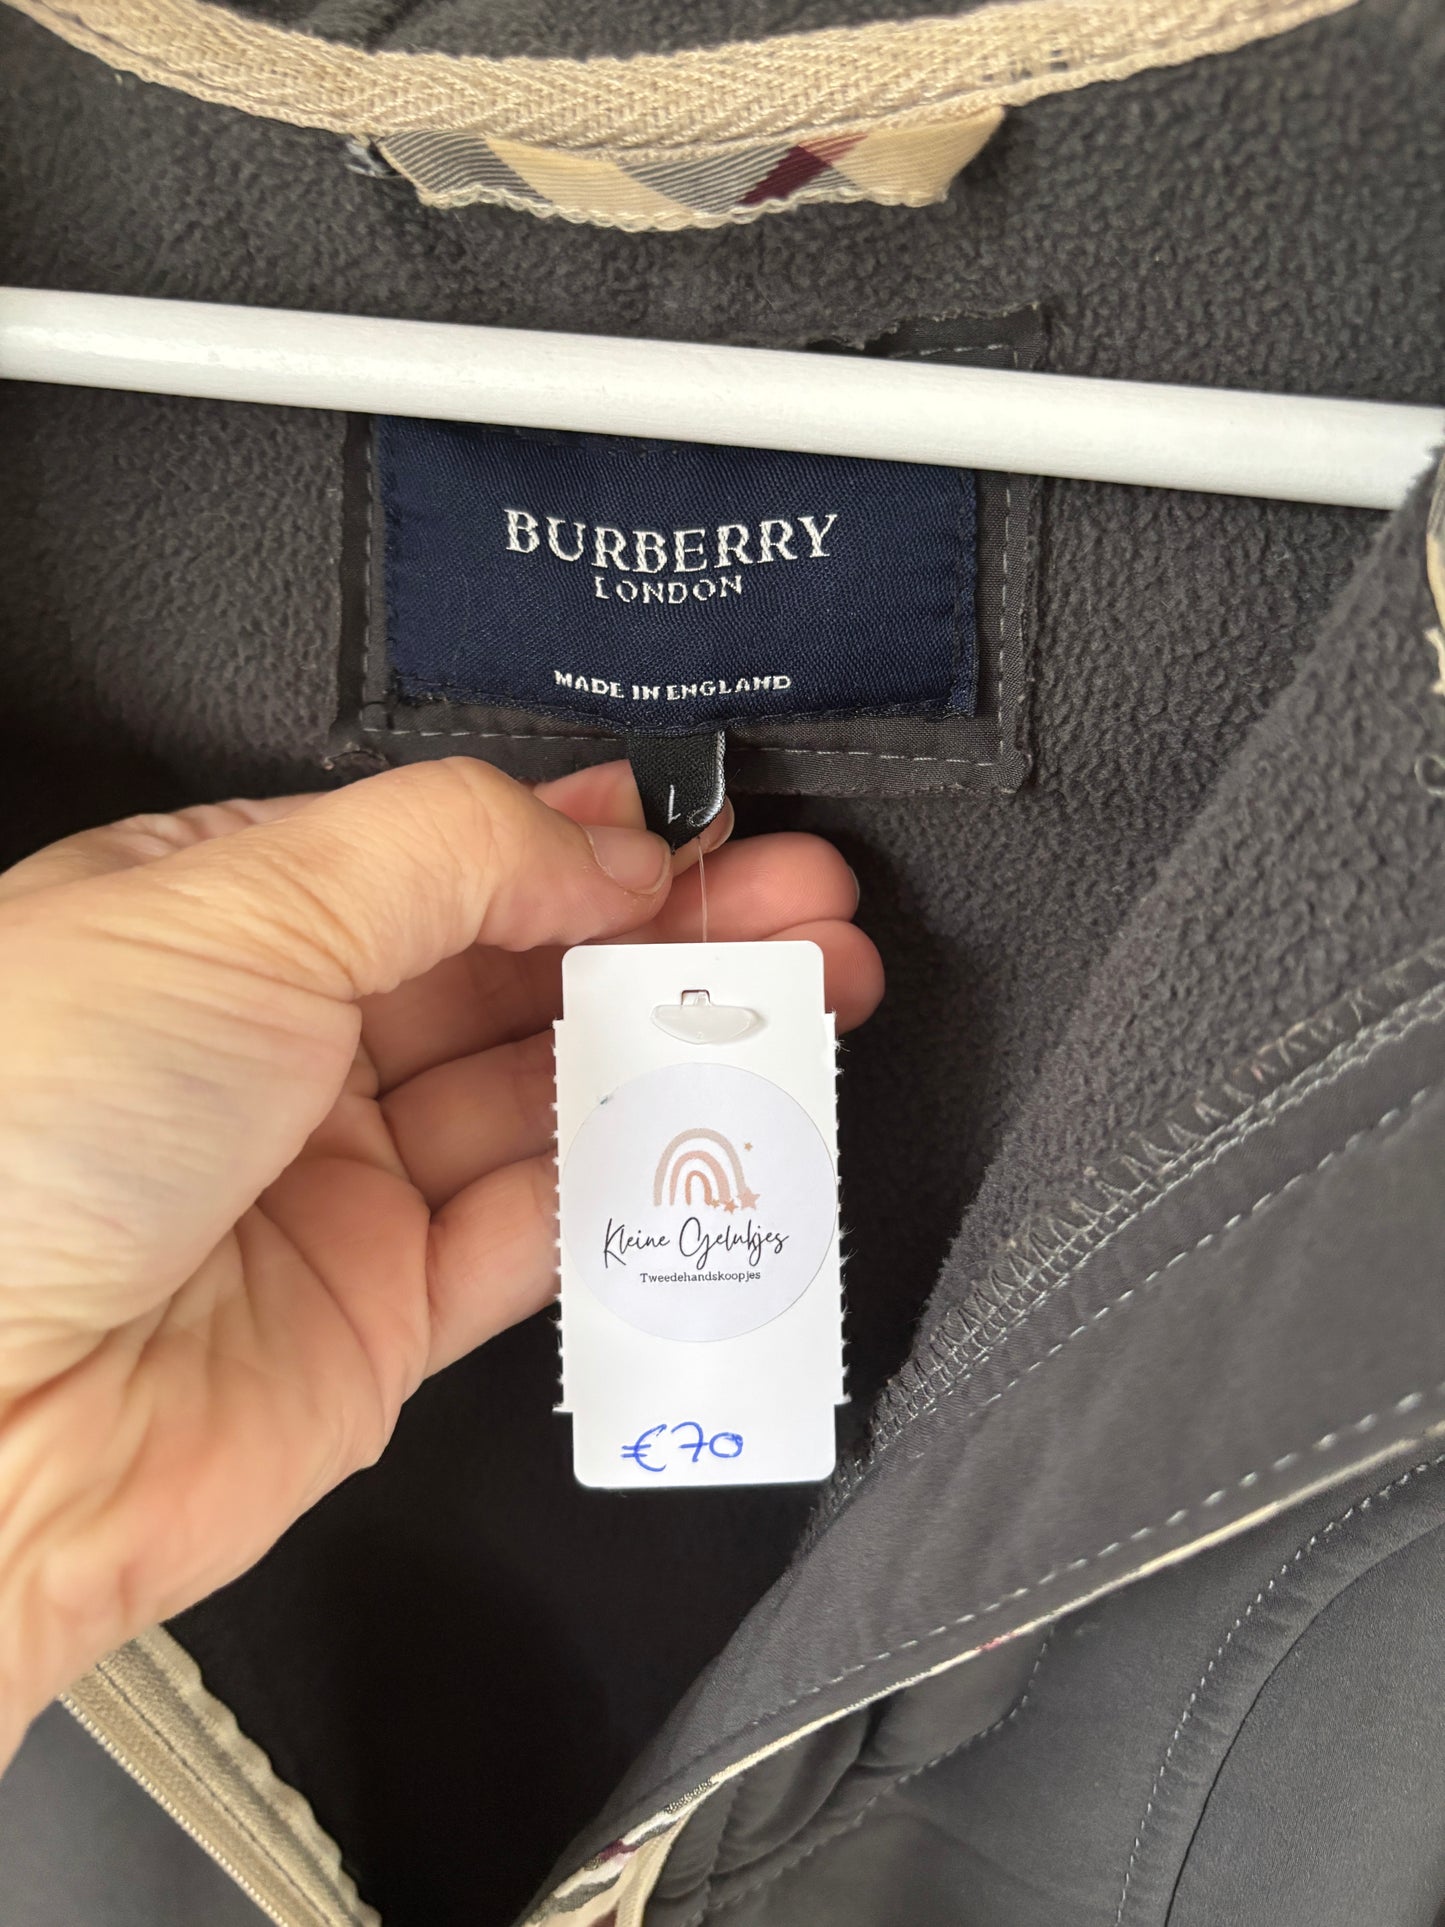 BURBERRY
LONDON
MADE IN ENGLAND
L
Kleine Gelukjes
Tweedehandskoopjes
€70